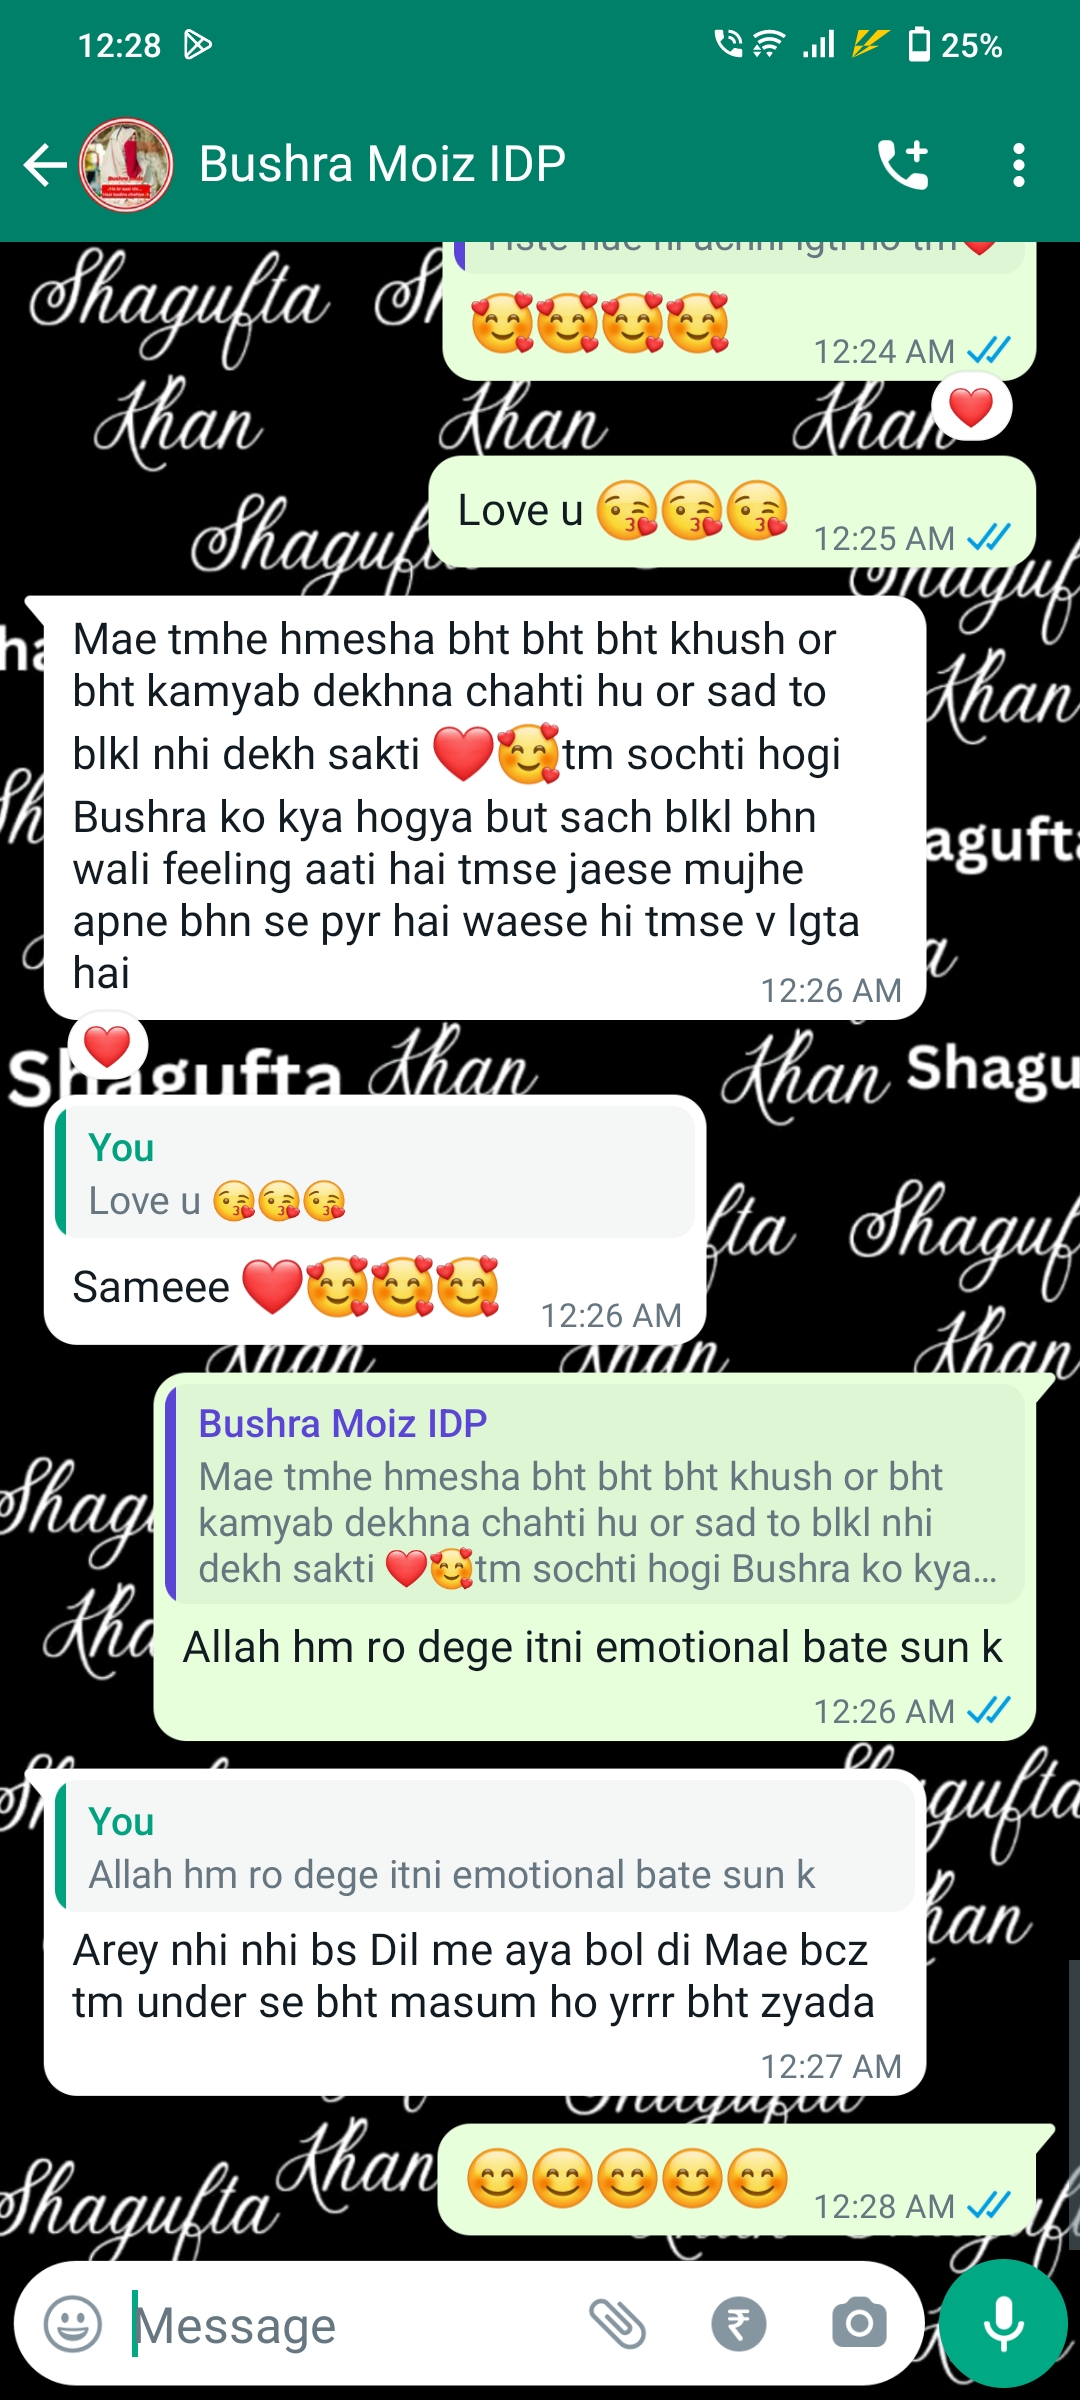 12:28
25%
Bushra Moiz IDP
🥰🥰🥰🥰
12:24 AM
❤️
Love u 😘😘😘
12:25 AM
Mae tmhe hmesha bht bht bht khush or
bht kamyab dekhna chahti hu or sad to
blkl nhi dekh sakti ❤️🥰tm sochti hogi
Bushra ko kya hogya but sach blkl bhn
wali feeling aati hai tmse jaese mujhe
apne bhn se pyr hai waese hi tmse v lgta
hai
12:26 AM
❤️
You
Love u 😘😘😘
Sameee ❤️🥰🥰🥰
12:26 AM
Bushra Moiz IDP
Mae tmhe hmesha bht bht bht khush or bht
kamyab dekhna chahti hu or sad to blkl nhi
dekh sakti ❤️🥰tm sochti hogi Bushra ko kya...
Allah hm ro dege itni emotional bate sun k
12:26 AM
You
Allah hm ro dege itni emotional bate sun k
Arey nhi nhi bs Dil me aya bol di Mae bcz
tm under se bht masum ho yrrr bht zyada
12:27 AM
😊😊😊😊😊
12:28 AM
Message
Shagufta
Khan
Khan
Shagufta
Khan
Khan
Shagufta
Khan